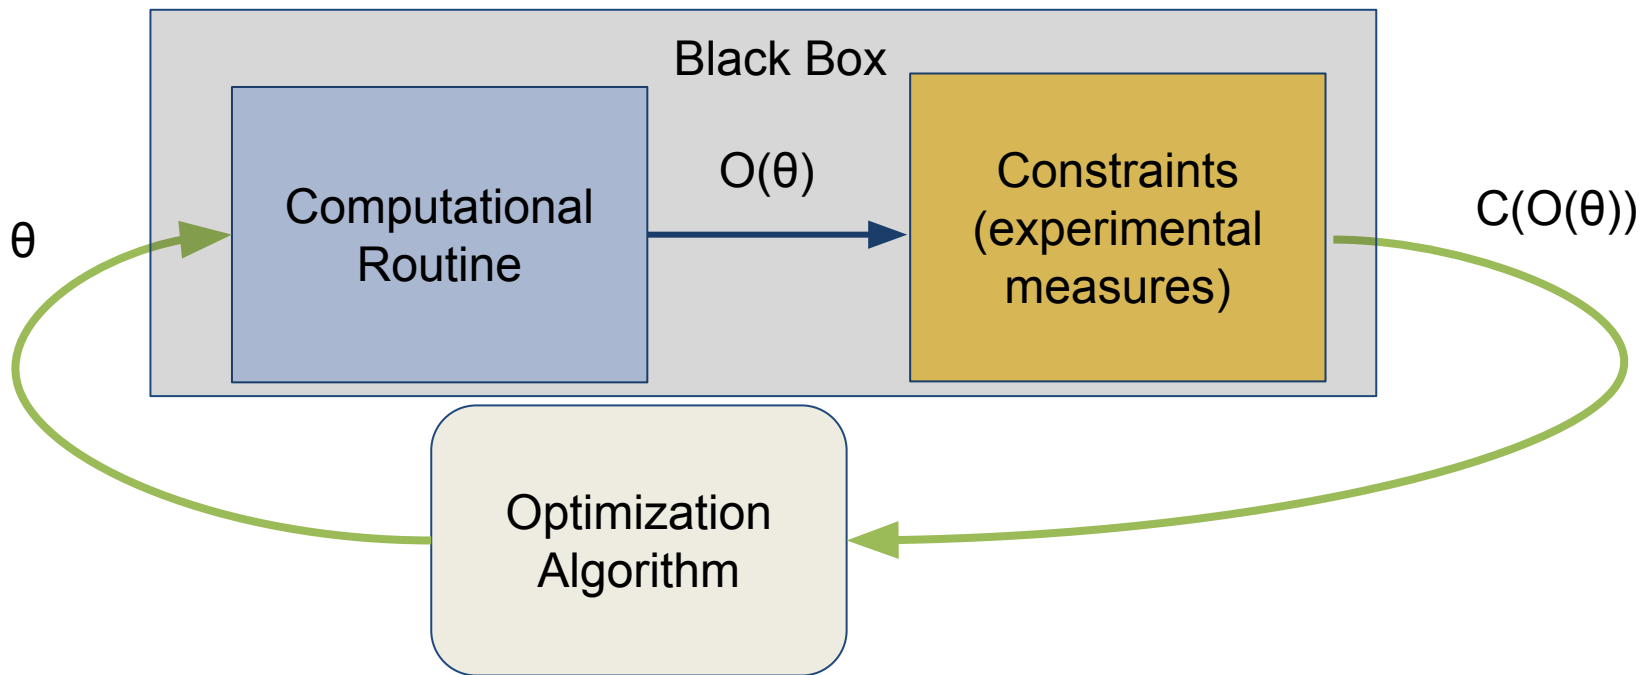 Black Box
Computational
Routine
O(θ)
Constraints
(experimental
measures)
C(O(θ))
θ
Optimization
Algorithm